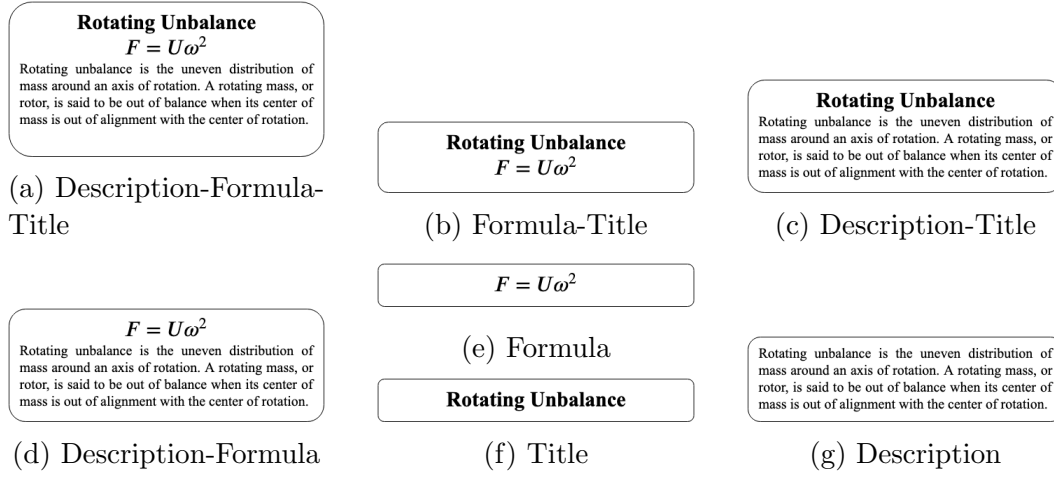 Rotating Unbalance
F = Uω²
Rotating unbalance is the uneven distribution of
mass around an axis of rotation. A rotating mass, or
rotor, is said to be out of balance when its center of
mass is out of alignment with the center of rotation.
(a) Description-Formula-
Title
Rotating Unbalance
F = Uω²
(b) Formula-Title
Rotating Unbalance
Rotating unbalance is the uneven distribution of
mass around an axis of rotation. A rotating mass, or
rotor, is said to be out of balance when its center of
mass is out of alignment with the center of rotation.
(c) Description-Title
F = Uω²
Rotating unbalance is the uneven distribution of
mass around an axis of rotation. A rotating mass, or
rotor, is said to be out of balance when its center of
mass is out of alignment with the center of rotation.
(d) Description-Formula
F = Uω²
(e) Formula
Rotating Unbalance
(f) Title
Rotating unbalance is the uneven distribution of
mass around an axis of rotation. A rotating mass, or
rotor, is said to be out of balance when its center of
mass is out of alignment with the center of rotation.
(g) Description